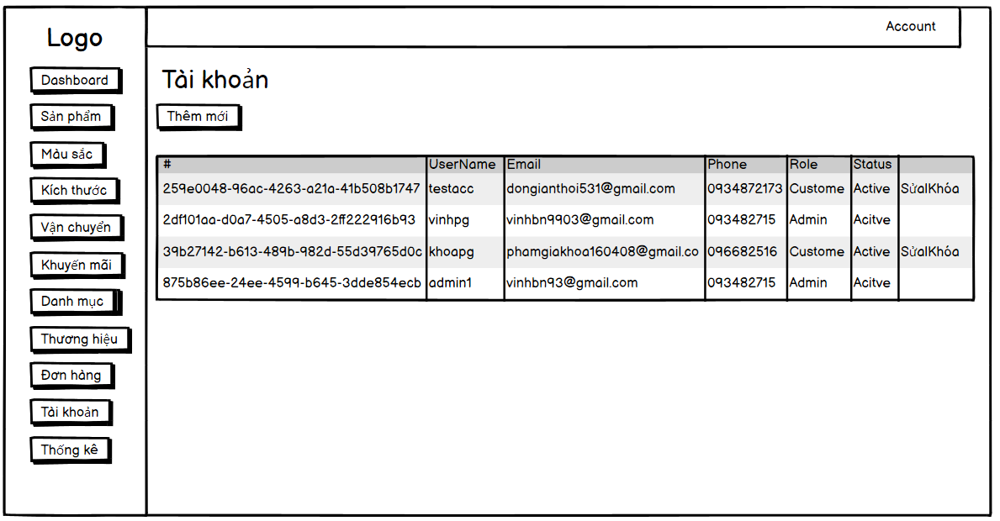 Logo
Account
Dashboard
Sản phẩm
Màu sắc
Kích thước
Vận chuyển
Khuyến mãi
Danh mục
Thương hiệu
Đơn hàng
Tài khoản
Thống kê
Tài khoản
Thêm mới
# UserName Email Phone Role Status
259e0048-96ac-4263-a21a-41b508b1747 testacc dongianthoi531@gmail.com 0934872173 Custome Active Sửa|Khóa
2df101aa-d0a7-4505-a8d3-2ff222916b93 vinhpg vinhbn9903@gmail.com 093482715 Admin Acitve
39b27142-b613-489b-982d-55d39765d0c khoapg phamgiakhoa160408@gmail.co 096682516 Custome Active Sửa|Khóa
875b86ee-24ee-4599-b645-3dde854ecb admin1 vinhbn93@gmail.com 093482715 Admin Acitve